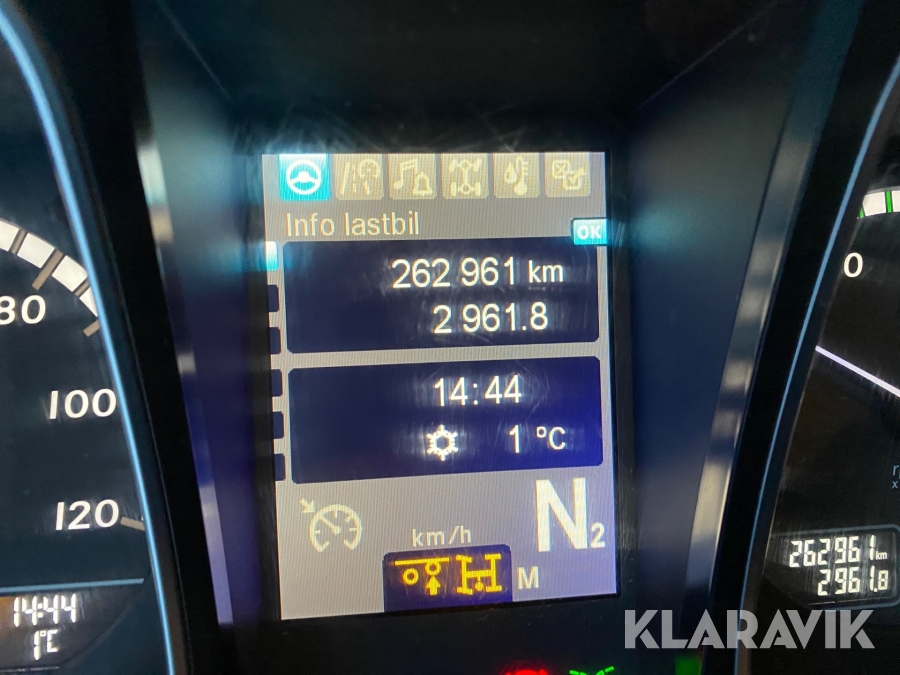 Info lastbil
OK
262 961 km
2 961.8
14:44
1 °C
N2
km/h
M
80
100
120
14:44
1°C
0
262961 km
2961.8
KLARAVIK